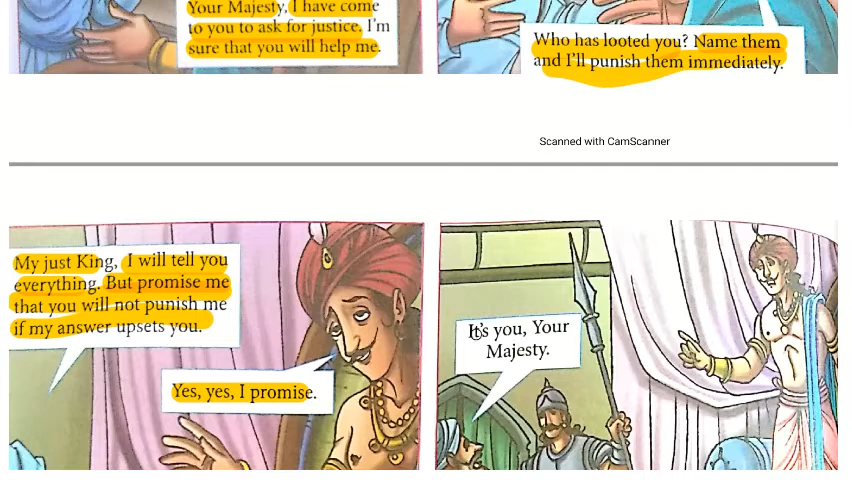 Your Majesty, I have come
to you to ask for justice. I'm
sure that you will help me.
Who has looted you? Name them
and I'll punish them immediately.
Scanned with CamScanner
My just King, I will tell you
everything. But promise me
that you will not punish me
if my answer upsets you.
Yes, yes, I promise.
It's you, Your
Majesty.